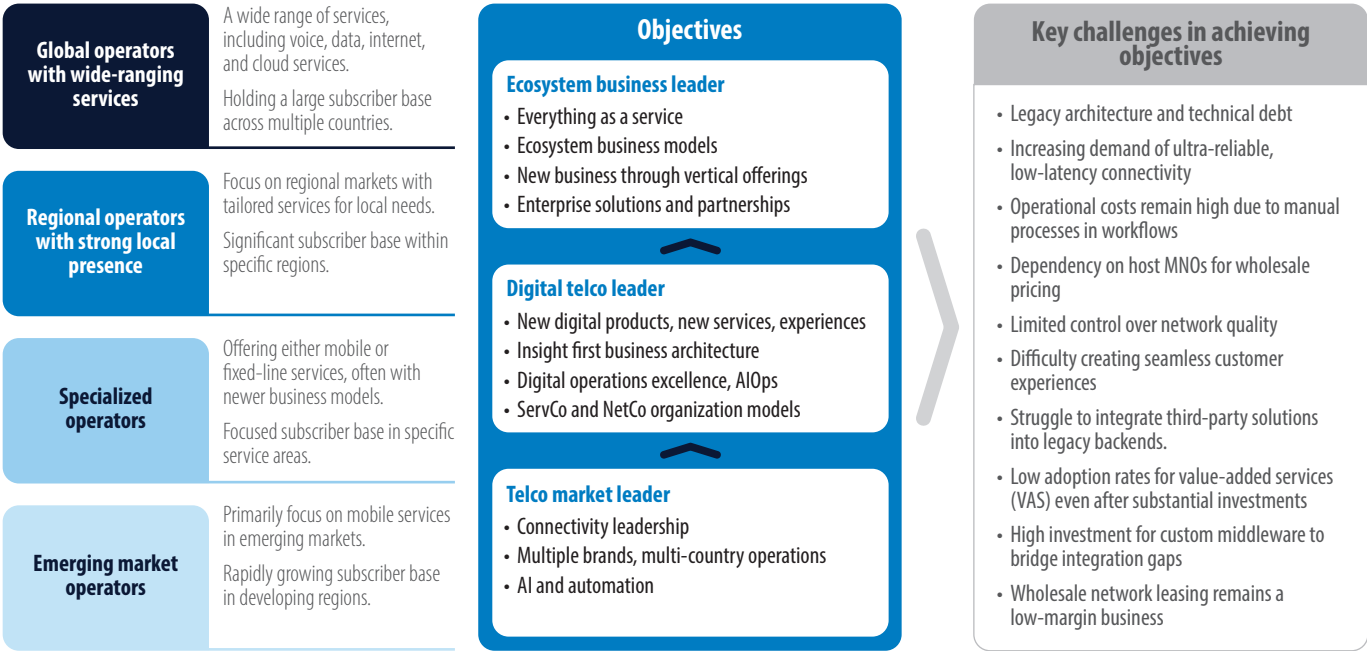 Global operators
with wide-ranging
services
A wide range of services,
including voice, data, internet,
and cloud services.
Holding a large subscriber base
across multiple countries.
Regional operators
with strong local
presence
Focus on regional markets with
tailored services for local needs.
Significant subscriber base within
specific regions.
Specialized
operators
Offering either mobile or
fixed-line services, often with
newer business models.
Focused subscriber base in specific
service areas.
Emerging market
operators
Primarily focus on mobile services
in emerging markets.
Rapidly growing subscriber base
in developing regions.
Objectives
Ecosystem business leader
• Everything as a service
• Ecosystem business models
• New business through vertical offerings
• Enterprise solutions and partnerships
Digital telco leader
• New digital products, new services, experiences
• Insight first business architecture
• Digital operations excellence, AIOps
• ServCo and NetCo organization models
Telco market leader
• Connectivity leadership
• Multiple brands, multi-country operations
• AI and automation
Key challenges in achieving
objectives
• Legacy architecture and technical debt
• Increasing demand of ultra-reliable,
low-latency connectivity
• Operational costs remain high due to manual
processes in workflows
• Dependency on host MNOs for wholesale
pricing
• Limited control over network quality
• Difficulty creating seamless customer
experiences
• Struggle to integrate third-party solutions
into legacy backends.
• Low adoption rates for value-added services
(VAS) even after substantial investments
• High investment for custom middleware to
bridge integration gaps
• Wholesale network leasing remains a
low-margin business